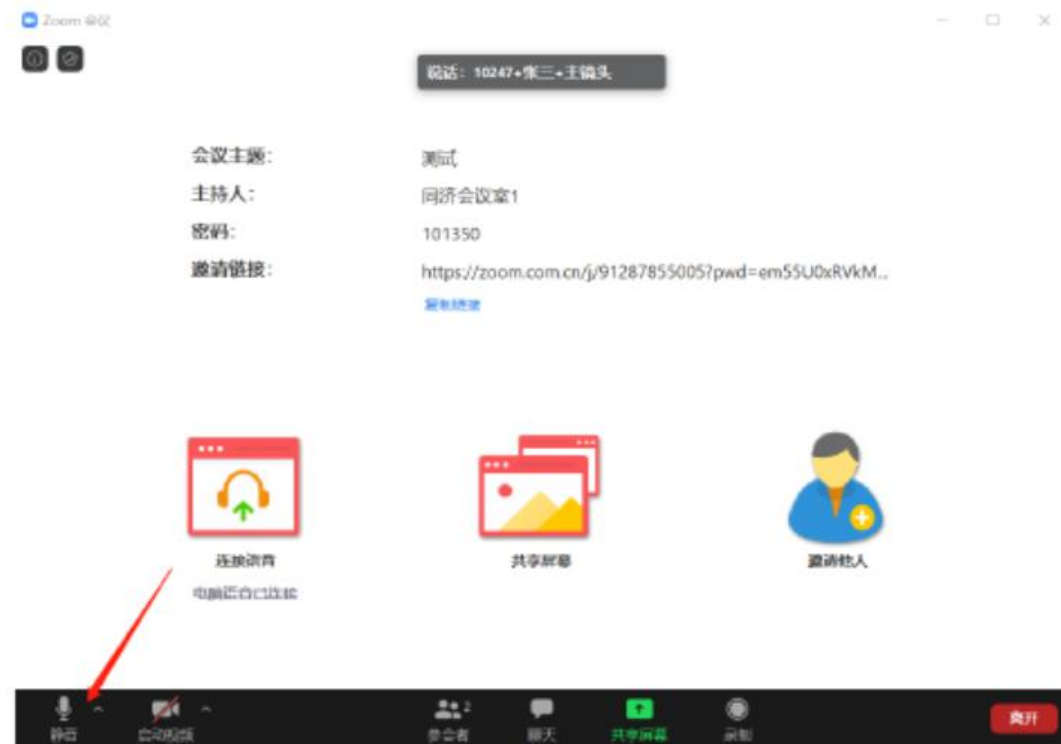 Zoom 会议
说话：10247+张三+主镜头
会议主题：
测试
主持人：
同济会议室1
密码：
101350
邀请链接：
https://zoom.com.cn/j/91287855005?pwd=em55U0xRVkM...
复制链接
连接语音
共享屏幕
邀请他人
电脑语音已连接
静音
启动视频
参会者
2
聊天
共享屏幕
录制
离开